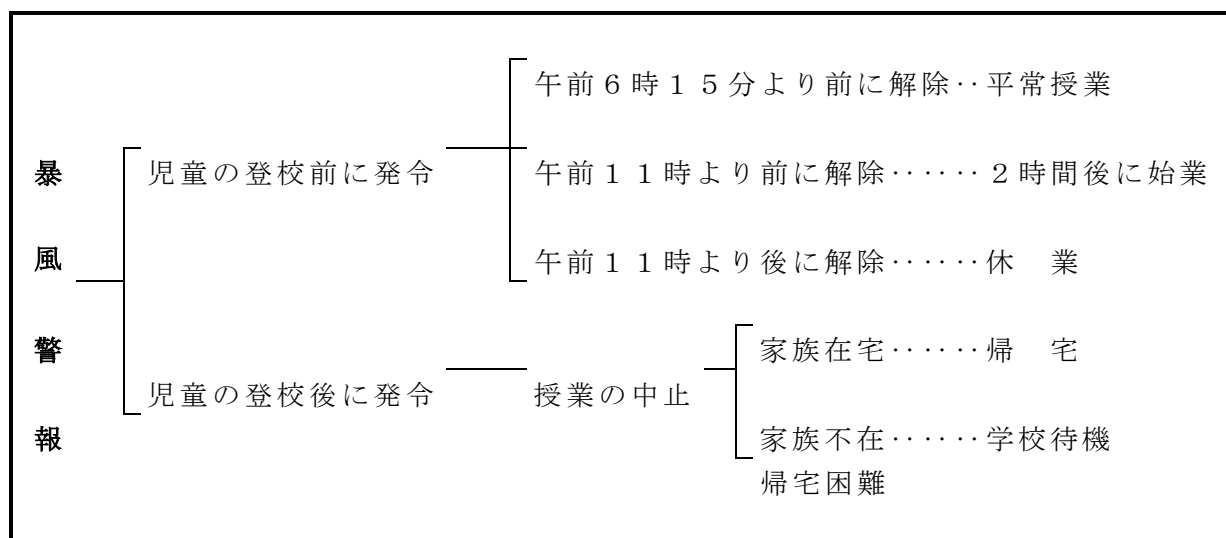 暴風警報
児童の登校前に発令
午前６時１５分より前に解除‥平常授業
午前１１時より前に解除‥‥‥２時間後に始業
午前１１時より後に解除‥‥‥休　業
児童の登校後に発令
授業の中止
家族在宅‥‥‥帰　宅
家族不在‥‥‥学校待機
帰宅困難